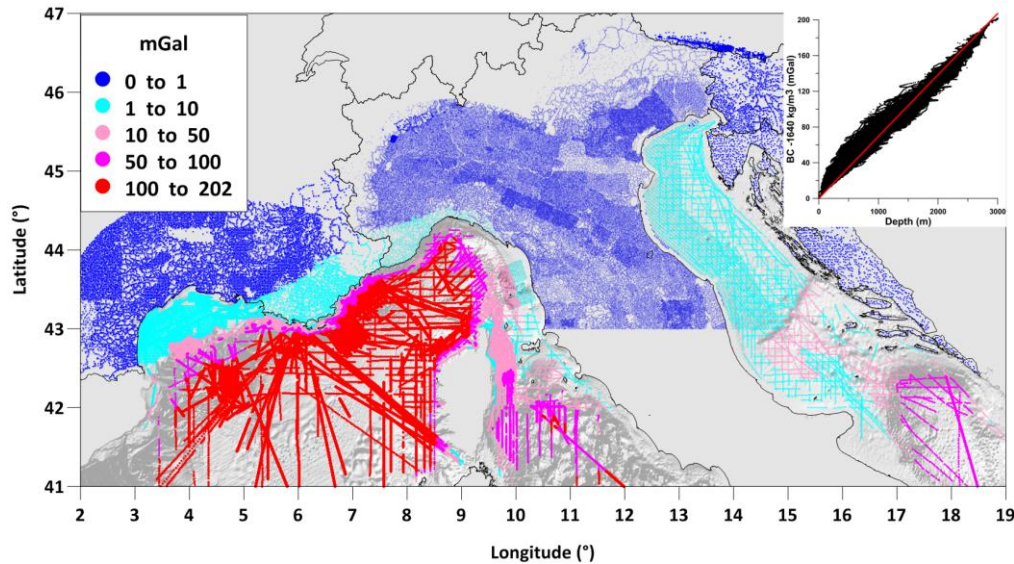 mGal
0 to 1
1 to 10
10 to 50
50 to 100
100 to 202
47
46
45
44
43
42
41
Latitude (°)
2 3 4 5 6 7 8 9 10 11 12 13 14 15 16 17 18 19
Longitude (°)
BC -1640 kg/m³ (mGal)
200
160
120
80
40
0
0 1000 2000 3000
Depth (m)